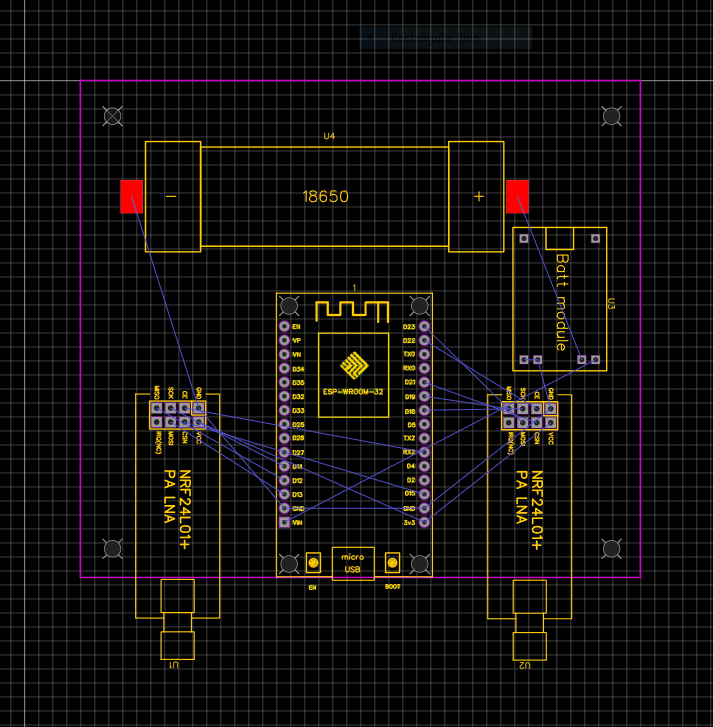 U4
18650
−
+
Batt module
U3
1
EN
VP
VN
D34
D35
D32
D33
D25
D26
D27
D14
D12
D13
GND
VIN
D23
D22
TX0
RX0
D21
D19
D18
D5
TX2
RX2
D4
D2
D15
GND
3v3
ESP-WROOM-32
micro
USB
EN
BOOT
MISO
SCK
CE
GND
IRQ(NC)
MOSI
CSN
VCC
NRF24L01+
PA LNA
U1
MISO
SCK
CE
GND
IRQ(NC)
MOSI
CSN
VCC
NRF24L01+
PA LNA
U2